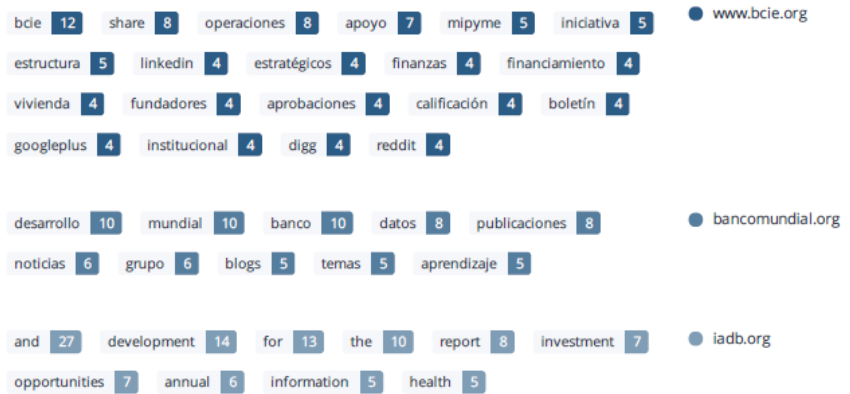 bcie 12 share 8 operaciones 8 apoyo 7 mipyme 5 iniciativa 5 www.bcie.org
estructura 5 linkedin 4 estratégicos 4 finanzas 4 financiamiento 4
vivienda 4 fundadores 4 aprobaciones 4 calificación 4 boletín 4
googleplus 4 institucional 4 digg 4 reddit 4
desarrollo 10 mundial 10 banco 10 datos 8 publicaciones 8 bancomundial.org
noticias 6 grupo 6 blogs 5 temas 5 aprendizaje 5
and 27 development 14 for 13 the 10 report 8 investment 7 iadb.org
opportunities 7 annual 6 information 5 health 5